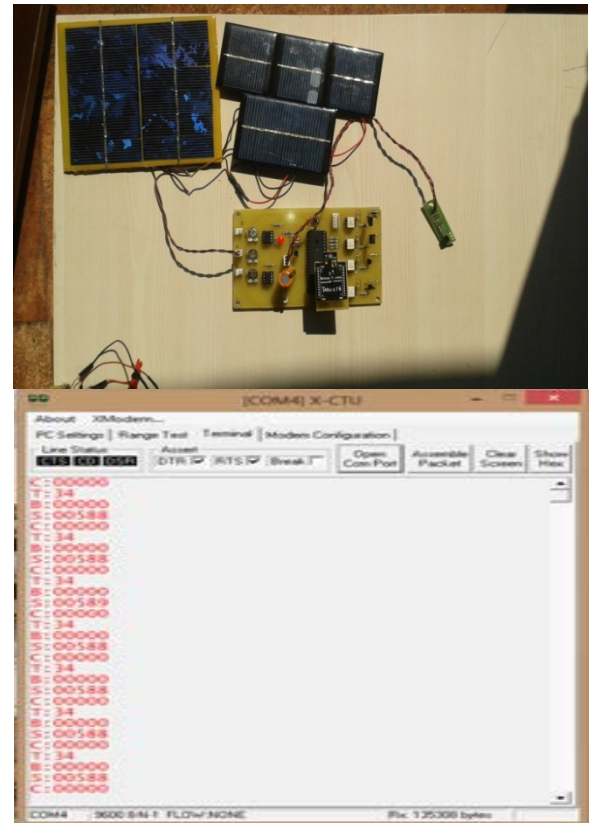 [COM4] X-CTU
About XModem...
PC Settings | Range Test | Terminal | Modem Configuration |
Line Status
CTS CD DSR
Assert
DTR RTS Break
Open Com Port
Assemble Packet
Clear Screen
Show Hex
C:00000
T:34
B:00000
S:00588
C:00000
T:34
B:00000
S:00588
C:00000
T:34
B:00000
S:00589
C:00000
T:34
B:00000
S:00588
C:00000
T:34
B:00000
S:00588
C:00000
T:34
B:00000
S:00588
C:00000
T:34
B:00000
S:00588
C:00000
COM4 9600 8-N-1 FLOW:NONE
Rx: 135308 bytes